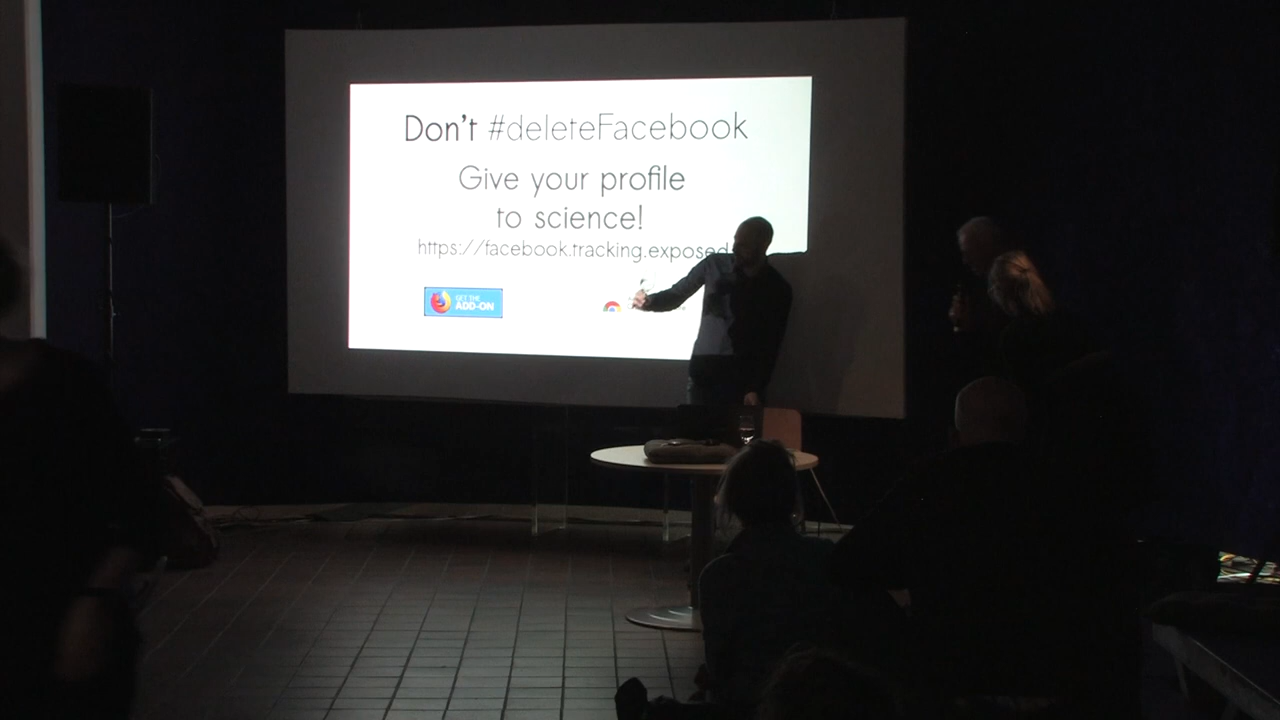 Don't #deleteFacebook
Give your profile
to science!
https://facebook.tracking.exposed
GET THE
ADD-ON